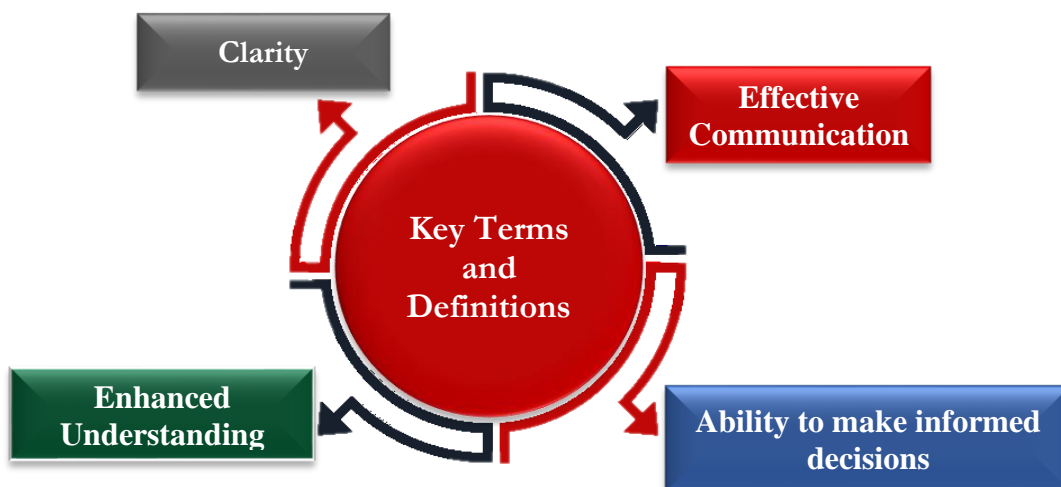 Clarity
Effective
Communication
Key Terms
and
Definitions
Enhanced
Understanding
Ability to make informed
decisions